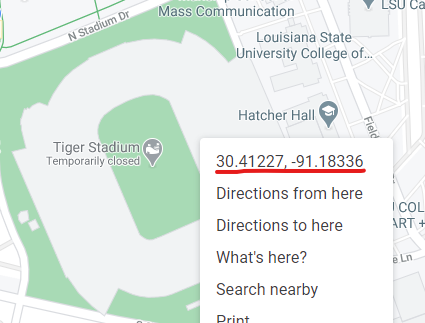 Mass Communication
LSU Ca
N Stadium Dr
Louisiana State
University College of...
Hatcher Hall
Field
Tiger Stadium
Temporarily closed
30.41227, -91.18336
Directions from here
Directions to here
What's here?
Search nearby
Print
U COL
ART +
e Ln